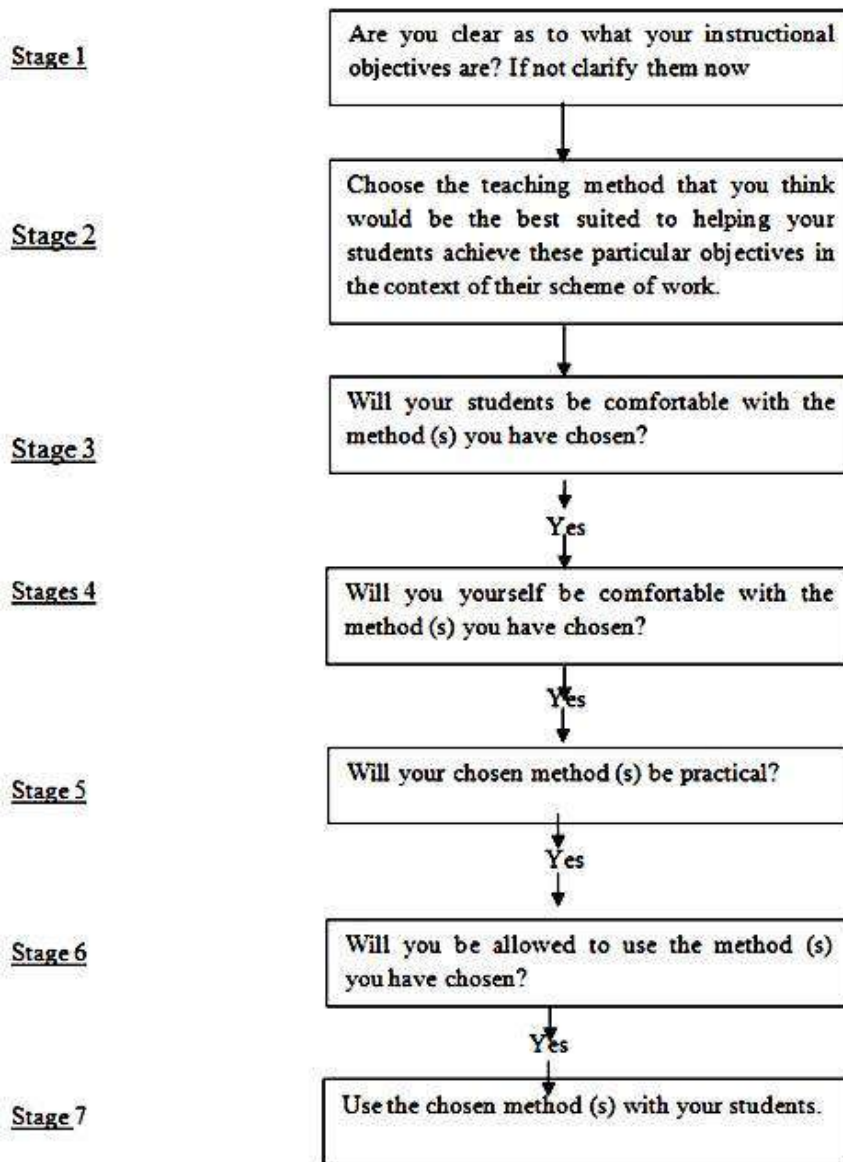 Stage 1
Are you clear as to what your instructional
objectives are? If not clarify them now
Stage 2
Choose the teaching method that you think
would be the best suited to helping your
students achieve these particular objectives in
the context of their scheme of work.
Stage 3
Will your students be comfortable with the
method (s) you have chosen?
Yes
Stages 4
Will you yourself be comfortable with the
method (s) you have chosen?
Yes
Stage 5
Will your chosen method (s) be practical?
Yes
Stage 6
Will you be allowed to use the method (s)
you have chosen?
Yes
Stage 7
Use the chosen method (s) with your students.